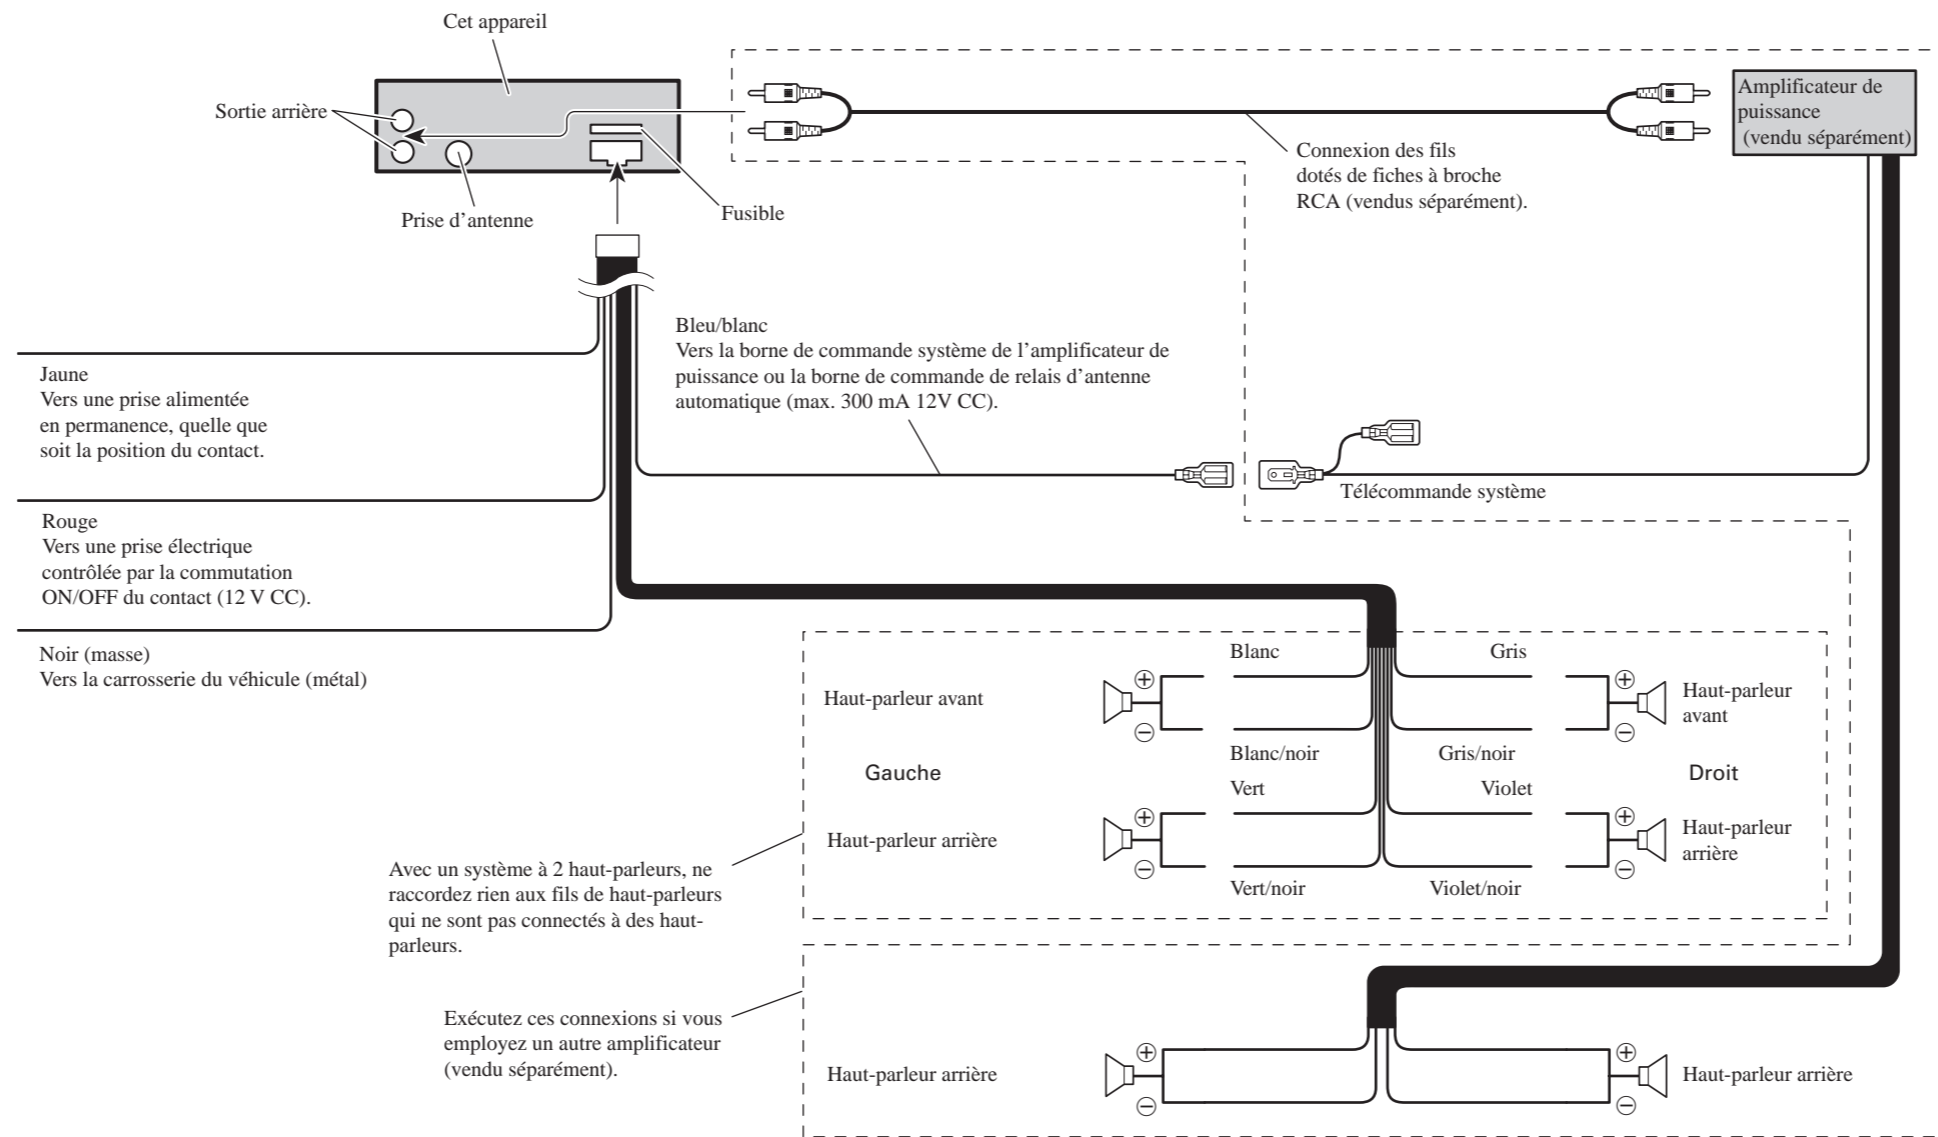 Cet appareil
Sortie arrière
Prise d’antenne
Fusible
Amplificateur de
puissance
(vendu séparément)
Connexion des fils
dotés de fiches à broche
RCA (vendus séparément).
Bleu/blanc
Vers la borne de commande système de l’amplificateur de
puissance ou la borne de commande de relais d’antenne
automatique (max. 300 mA 12V CC).
Jaune
Vers une prise alimentée
en permanence, quelle que
soit la position du contact.
Télécommande système
Rouge
Vers une prise électrique
contrôlée par la commutation
ON/OFF du contact (12 V CC).
Noir (masse)
Vers la carrosserie du véhicule (métal)
Blanc
Gris
Haut-parleur avant
⊕
⊖
⊕
⊖
Haut-parleur
avant
Blanc/noir
Gris/noir
Gauche
Droit
Vert
Violet
Haut-parleur arrière
⊕
⊖
⊕
⊖
Haut-parleur
arrière
Vert/noir
Violet/noir
Avec un système à 2 haut-parleurs, ne
raccordez rien aux fils de haut-parleurs
qui ne sont pas connectés à des haut-
parleurs.
Exécutez ces connexions si vous
employez un autre amplificateur
(vendu séparément).
Haut-parleur arrière
⊕
⊖
⊕
⊖
Haut-parleur arrière